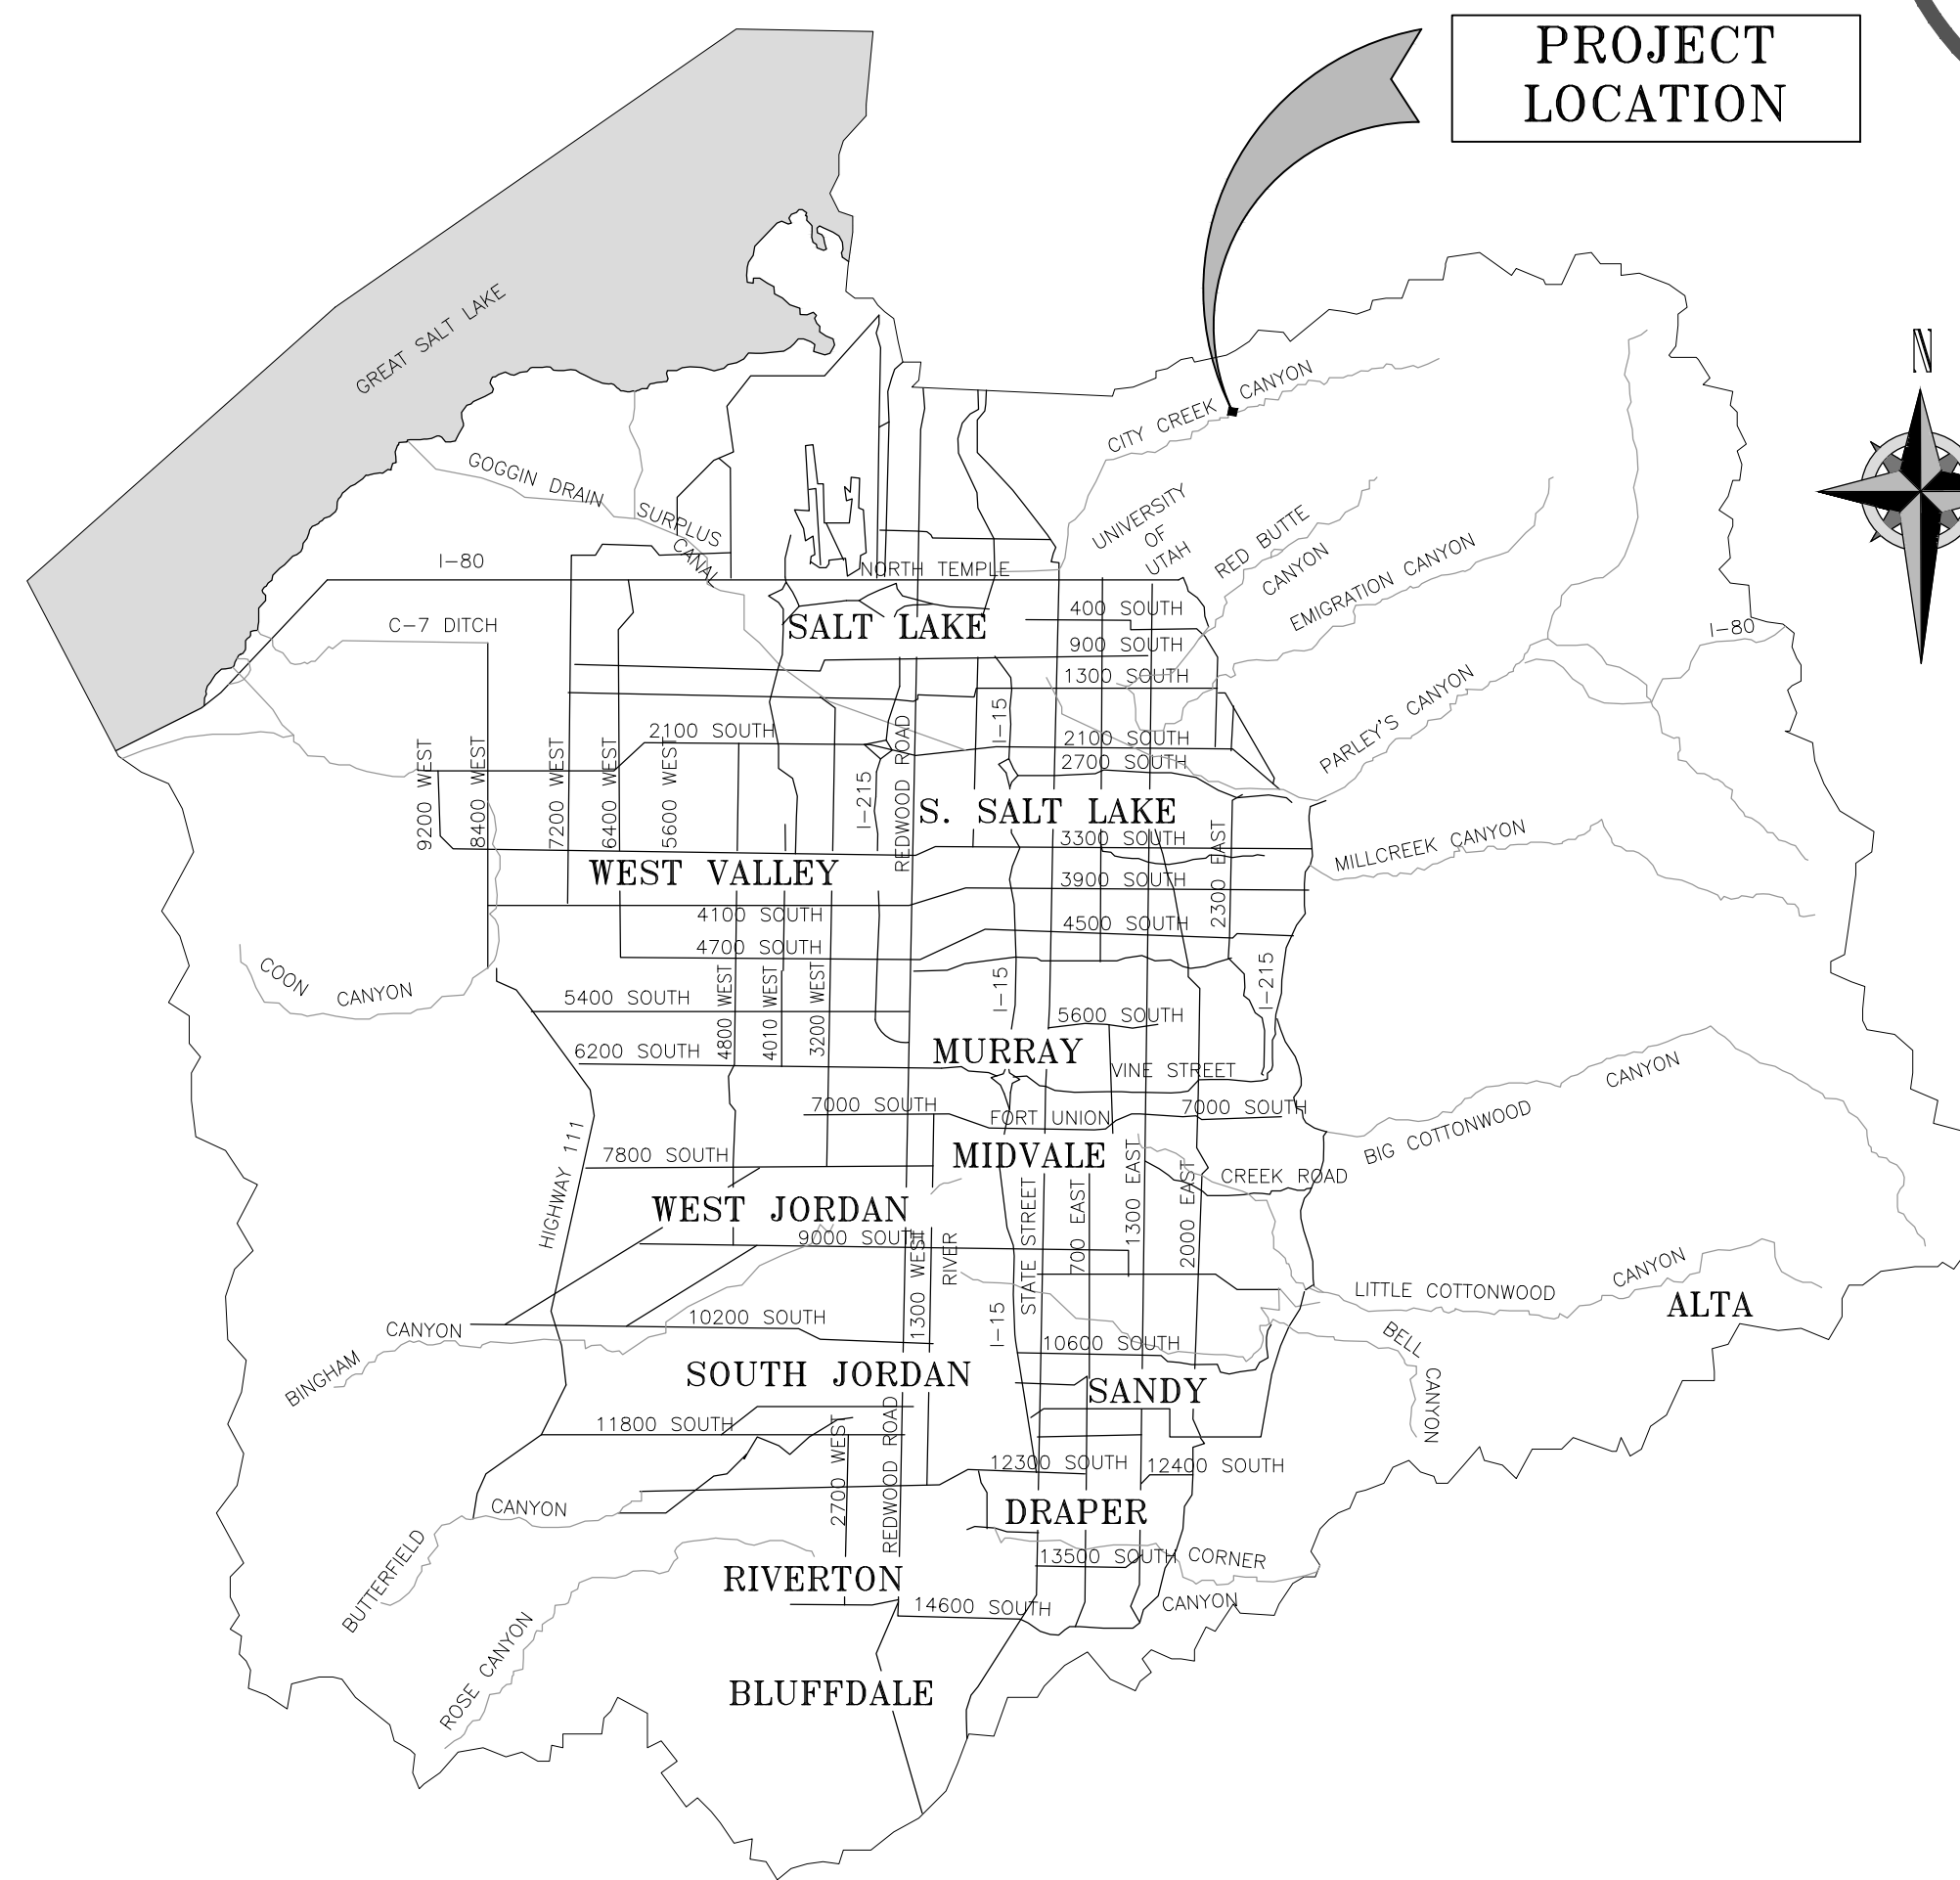 PROJECT
LOCATION
N
GREAT SALT LAKE
CITY CREEK CANYON
GOGGIN DRAIN
SURPLUS
CANAL
UNIVERSITY
OF
UTAH
RED BUTTE
CANYON
EMIGRATION CANYON
I-80
NORTH TEMPLE
C-7 DITCH
SALT LAKE
400 SOUTH
I-80
900 SOUTH
1300 SOUTH
PARLEY'S CANYON
2100 SOUTH
I-15
2100 SOUTH
2700 SOUTH
9200 WEST
8400 WEST
7200 WEST
6400 WEST
5600 WEST
I-215
REDWOOD ROAD
S. SALT LAKE
3300 SOUTH
2300 EAST
MILLCREEK CANYON
WEST VALLEY
3900 SOUTH
4100 SOUTH
4500 SOUTH
4700 SOUTH
COON CANYON
5400 SOUTH
4800 WEST
4010 WEST
3200 WEST
I-15
I-215
5600 SOUTH
6200 SOUTH
MURRAY
VINE STREET
7000 SOUTH
FORT UNION
7000 SOUTH
BIG COTTONWOOD CANYON
HIGHWAY 111
7800 SOUTH
MIDVALE
CREEK ROAD
WEST JORDAN
9000 SOUTH
1300 WEST
RIVER
STATE STREET
700 EAST
1300 EAST
2000 EAST
I-15
LITTLE COTTONWOOD CANYON
ALTA
BINGHAM CANYON
10200 SOUTH
10600 SOUTH
BELL CANYON
SOUTH JORDAN
SANDY
11800 SOUTH
2700 WEST
REDWOOD ROAD
12300 SOUTH
12400 SOUTH
BUTTERFIELD CANYON
DRAPER
13500 SOUTH
CORNER
CANYON
RIVERTON
14600 SOUTH
ROSE CANYON
BLUFFDALE